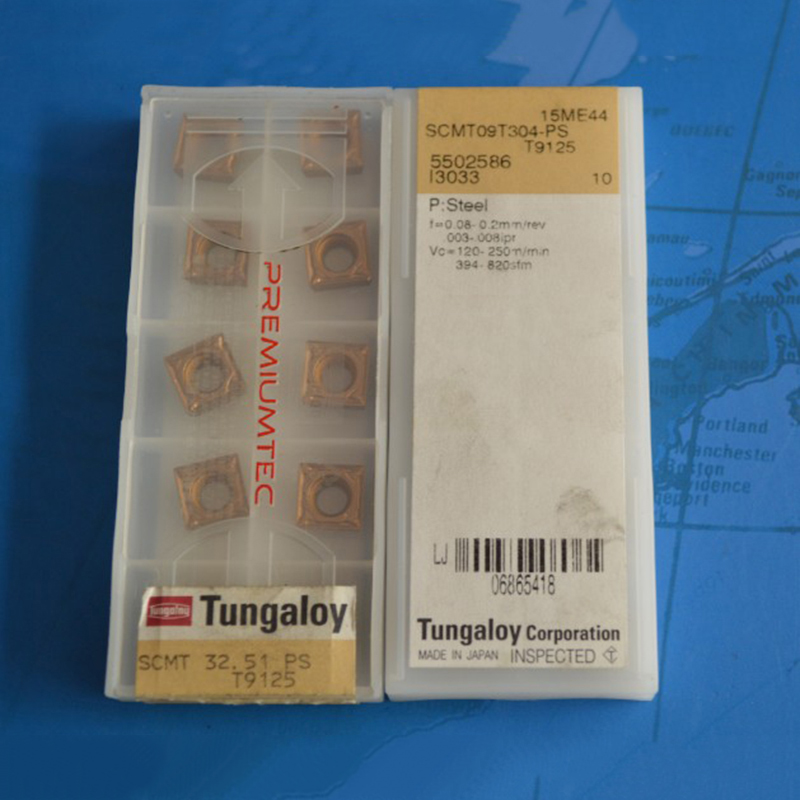 PREMIUMTEC
Tungaloy
Tungaloy
SCMT 32.51 PS
T9125
15ME44
SCMT09T304-PS
T9125
5502586
I3033
10
P:Steel
f=0.08-0.2mm/rev
.003-.008ipr
Vc=120-250m/min
394-820sfm
LJ
06865418
Tungaloy Corporation
MADE IN JAPAN INSPECTED
QUEBEC
Portland
Manchester
Boston